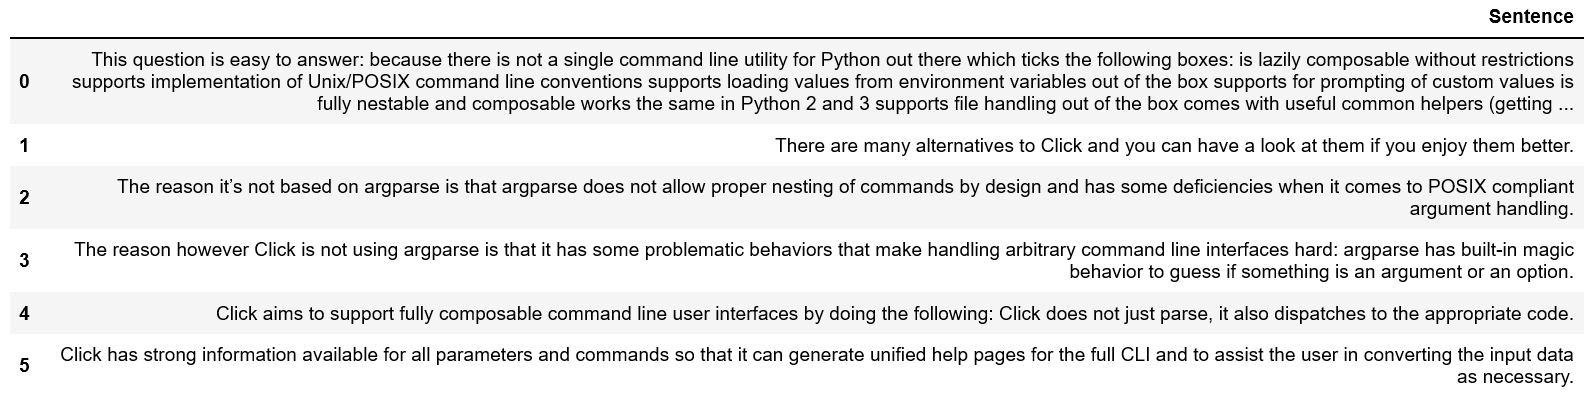 Sentence
0 This question is easy to answer: because there is not a single command line utility for Python out there which ticks the following boxes: is lazily composable without restrictions
supports implementation of Unix/POSIX command line conventions supports loading values from environment variables out of the box supports for prompting of custom values is
fully nestable and composable works the same in Python 2 and 3 supports file handling out of the box comes with useful common helpers (getting ...
1 There are many alternatives to Click and you can have a look at them if you enjoy them better.
2 The reason it’s not based on argparse is that argparse does not allow proper nesting of commands by design and has some deficiencies when it comes to POSIX compliant
argument handling.
3 The reason however Click is not using argparse is that it has some problematic behaviors that make handling arbitrary command line interfaces hard: argparse has built-in magic
behavior to guess if something is an argument or an option.
4 Click aims to support fully composable command line user interfaces by doing the following: Click does not just parse, it also dispatches to the appropriate code.
5 Click has strong information available for all parameters and commands so that it can generate unified help pages for the full CLI and to assist the user in converting the input data
as necessary.